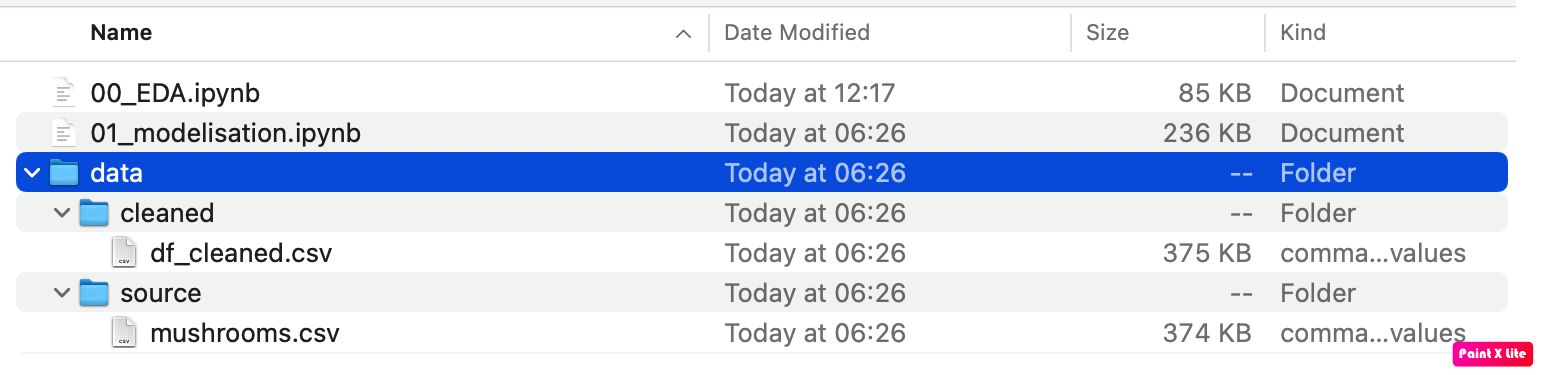 Name Date Modified Size Kind
00_EDA.ipynb Today at 12:17 85 KB Document
01_modelisation.ipynb Today at 06:26 236 KB Document
data Today at 06:26 -- Folder
cleaned Today at 06:26 -- Folder
CSV df_cleaned.csv Today at 06:26 375 KB comma...values
source Today at 06:26 -- Folder
CSV mushrooms.csv Today at 06:26 374 KB comma...values
Paint X lite